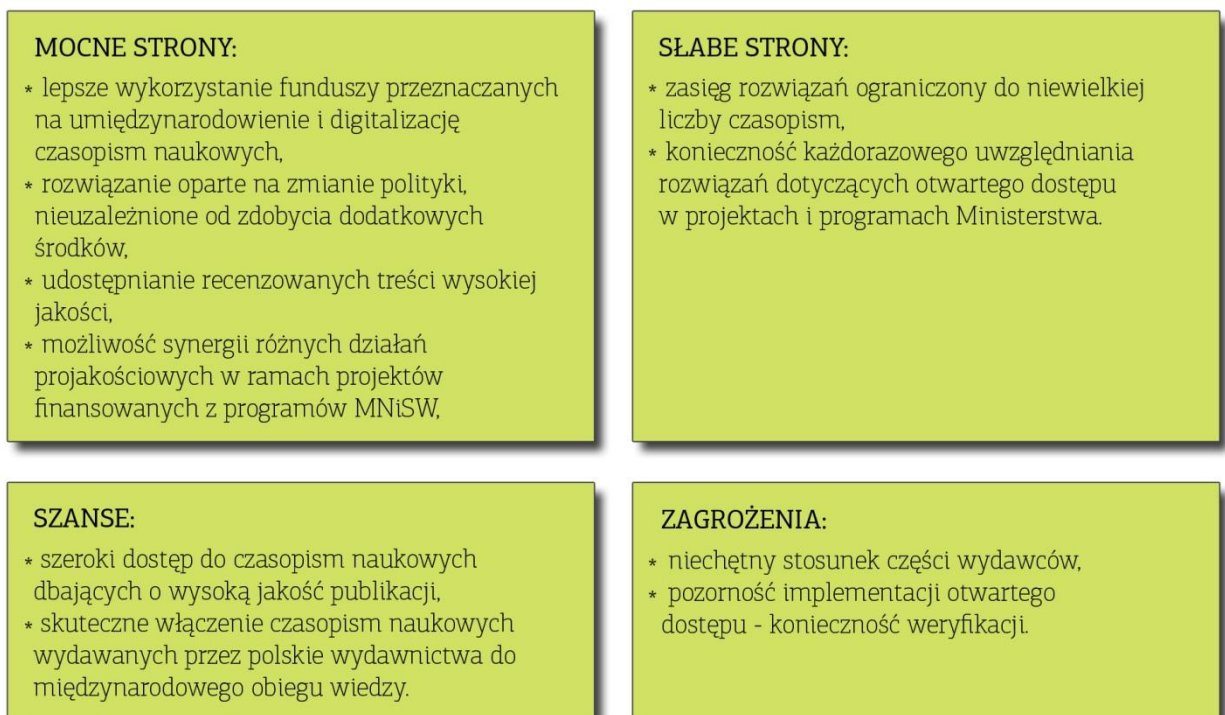 MOCNE STRONY:
* lepsze wykorzystanie funduszy przeznaczanych
na umiędzynarodowienie i digitalizację
czasopism naukowych,
* rozwiązanie oparte na zmianie polityki,
nieuzależnione od zdobycia dodatkowych
środków,
* udostępnianie recenzowanych treści wysokiej
jakości,
* możliwość synergii różnych działań
projakościowych w ramach projektów
finansowanych z programów MNiSW,
SŁABE STRONY:
* zasięg rozwiązań ograniczony do niewielkiej
liczby czasopism,
* konieczność każdorazowego uwzględniania
rozwiązań dotyczących otwartego dostępu
w projektach i programach Ministerstwa.
SZANSE:
* szeroki dostęp do czasopism naukowych
dbających o wysoką jakość publikacji,
* skuteczne włączenie czasopism naukowych
wydawanych przez polskie wydawnictwa do
międzynarodowego obiegu wiedzy.
ZAGROŻENIA:
* niechętny stosunek części wydawców,
* pozorność implementacji otwartego
dostępu - konieczność weryfikacji.